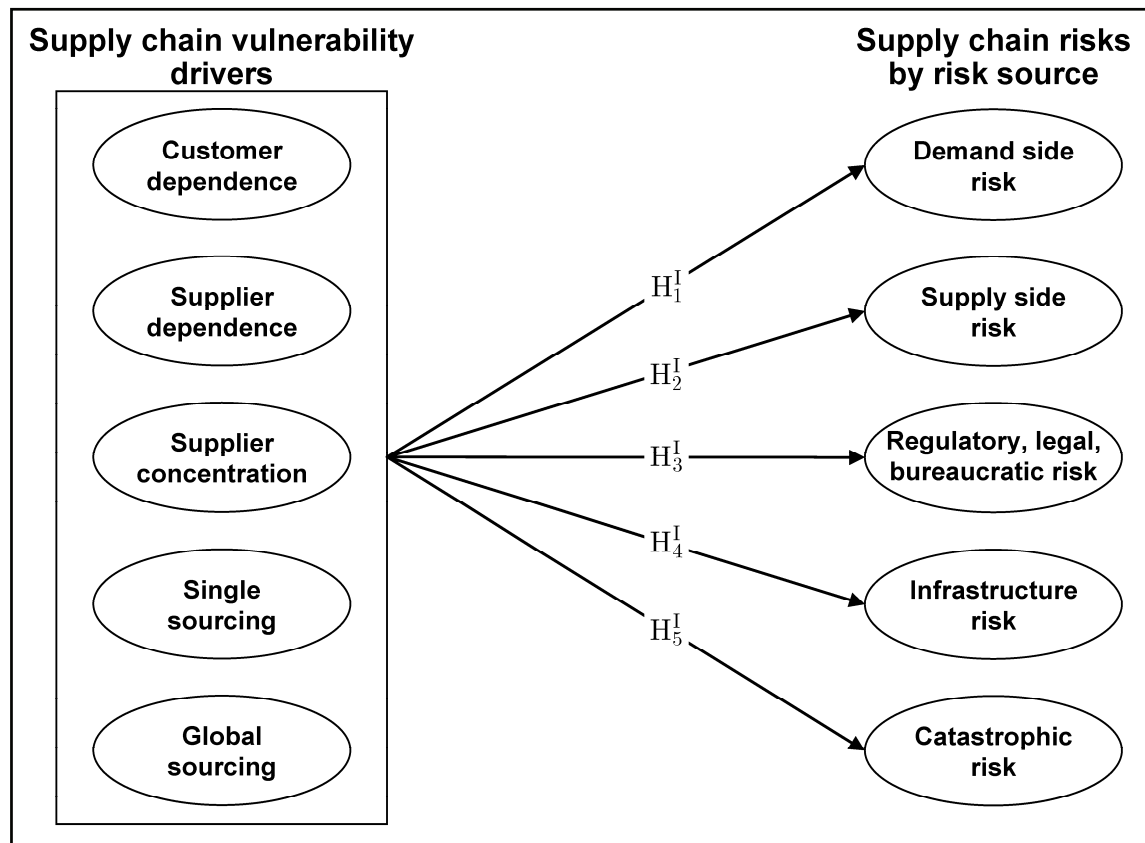 Supply chain vulnerability
drivers
Customer
dependence
Supplier
dependence
Supplier
concentration
Single
sourcing
Global
sourcing
H₁ᴵ
H₂ᴵ
H₃ᴵ
H₄ᴵ
H₅ᴵ
Supply chain risks
by risk source
Demand side
risk
Supply side
risk
Regulatory, legal,
bureaucratic risk
Infrastructure
risk
Catastrophic
risk